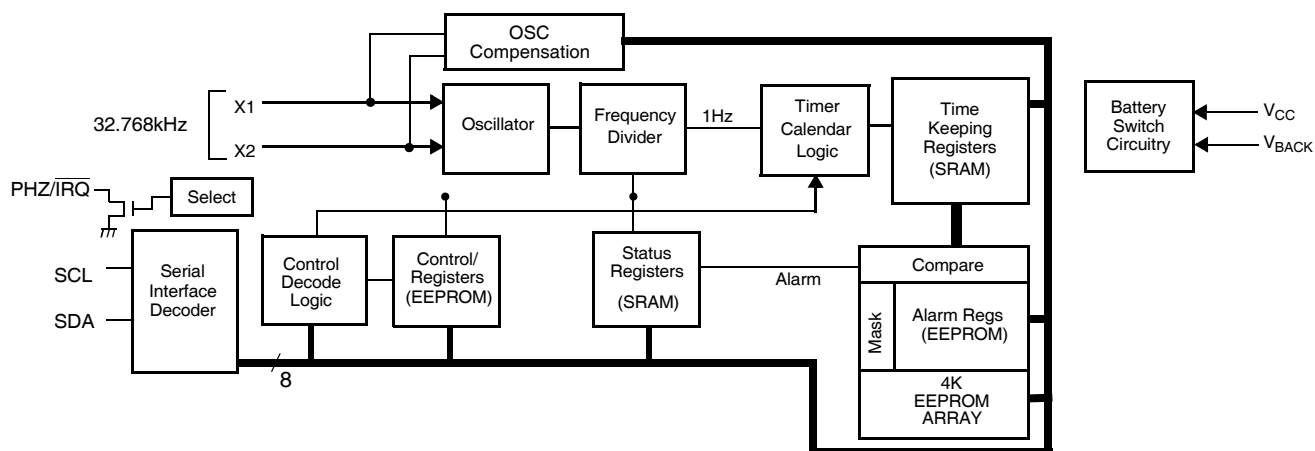 OSC
Compensation
X1
32.768kHz
X2
Oscillator
Frequency
Divider
1Hz
Timer
Calendar
Logic
Time
Keeping
Registers
(SRAM)
Battery
Switch
Circuitry
VCC
VBACK
PHZ/IRQ
Select
SCL
SDA
Serial
Interface
Decoder
Control
Decode
Logic
Control/
Registers
(EEPROM)
Status
Registers
(SRAM)
Alarm
Compare
Mask
Alarm Regs
(EEPROM)
4K
EEPROM
ARRAY
8